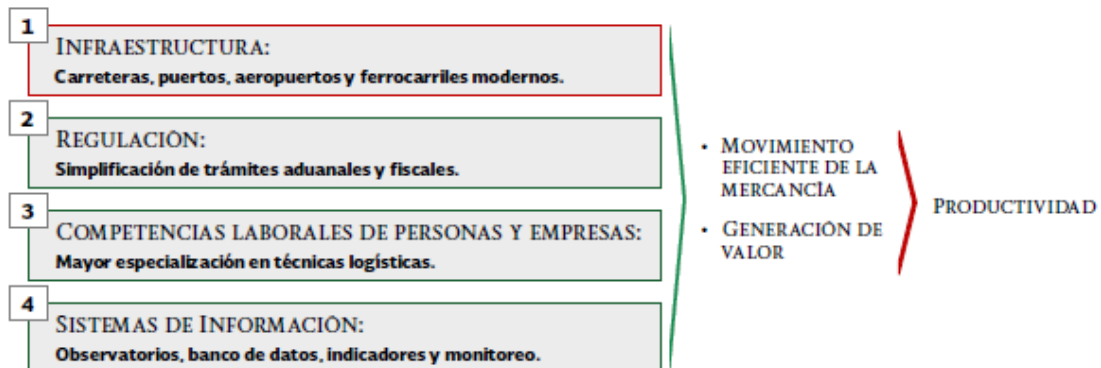 1
INFRAESTRUCTURA:
Carreteras, puertos, aeropuertos y ferrocarriles modernos.
2
REGULACIÓN:
Simplificación de trámites aduanales y fiscales.
3
COMPETENCIAS LABORALES DE PERSONAS Y EMPRESAS:
Mayor especialización en técnicas logísticas.
4
SISTEMAS DE INFORMACIÓN:
Observatorios, banco de datos, indicadores y monitoreo.
• MOVIMIENTO
EFICIENTE DE LA
MERCANCÌA
• GENERACIÓN DE
VALOR
PRODUCTIVIDAD